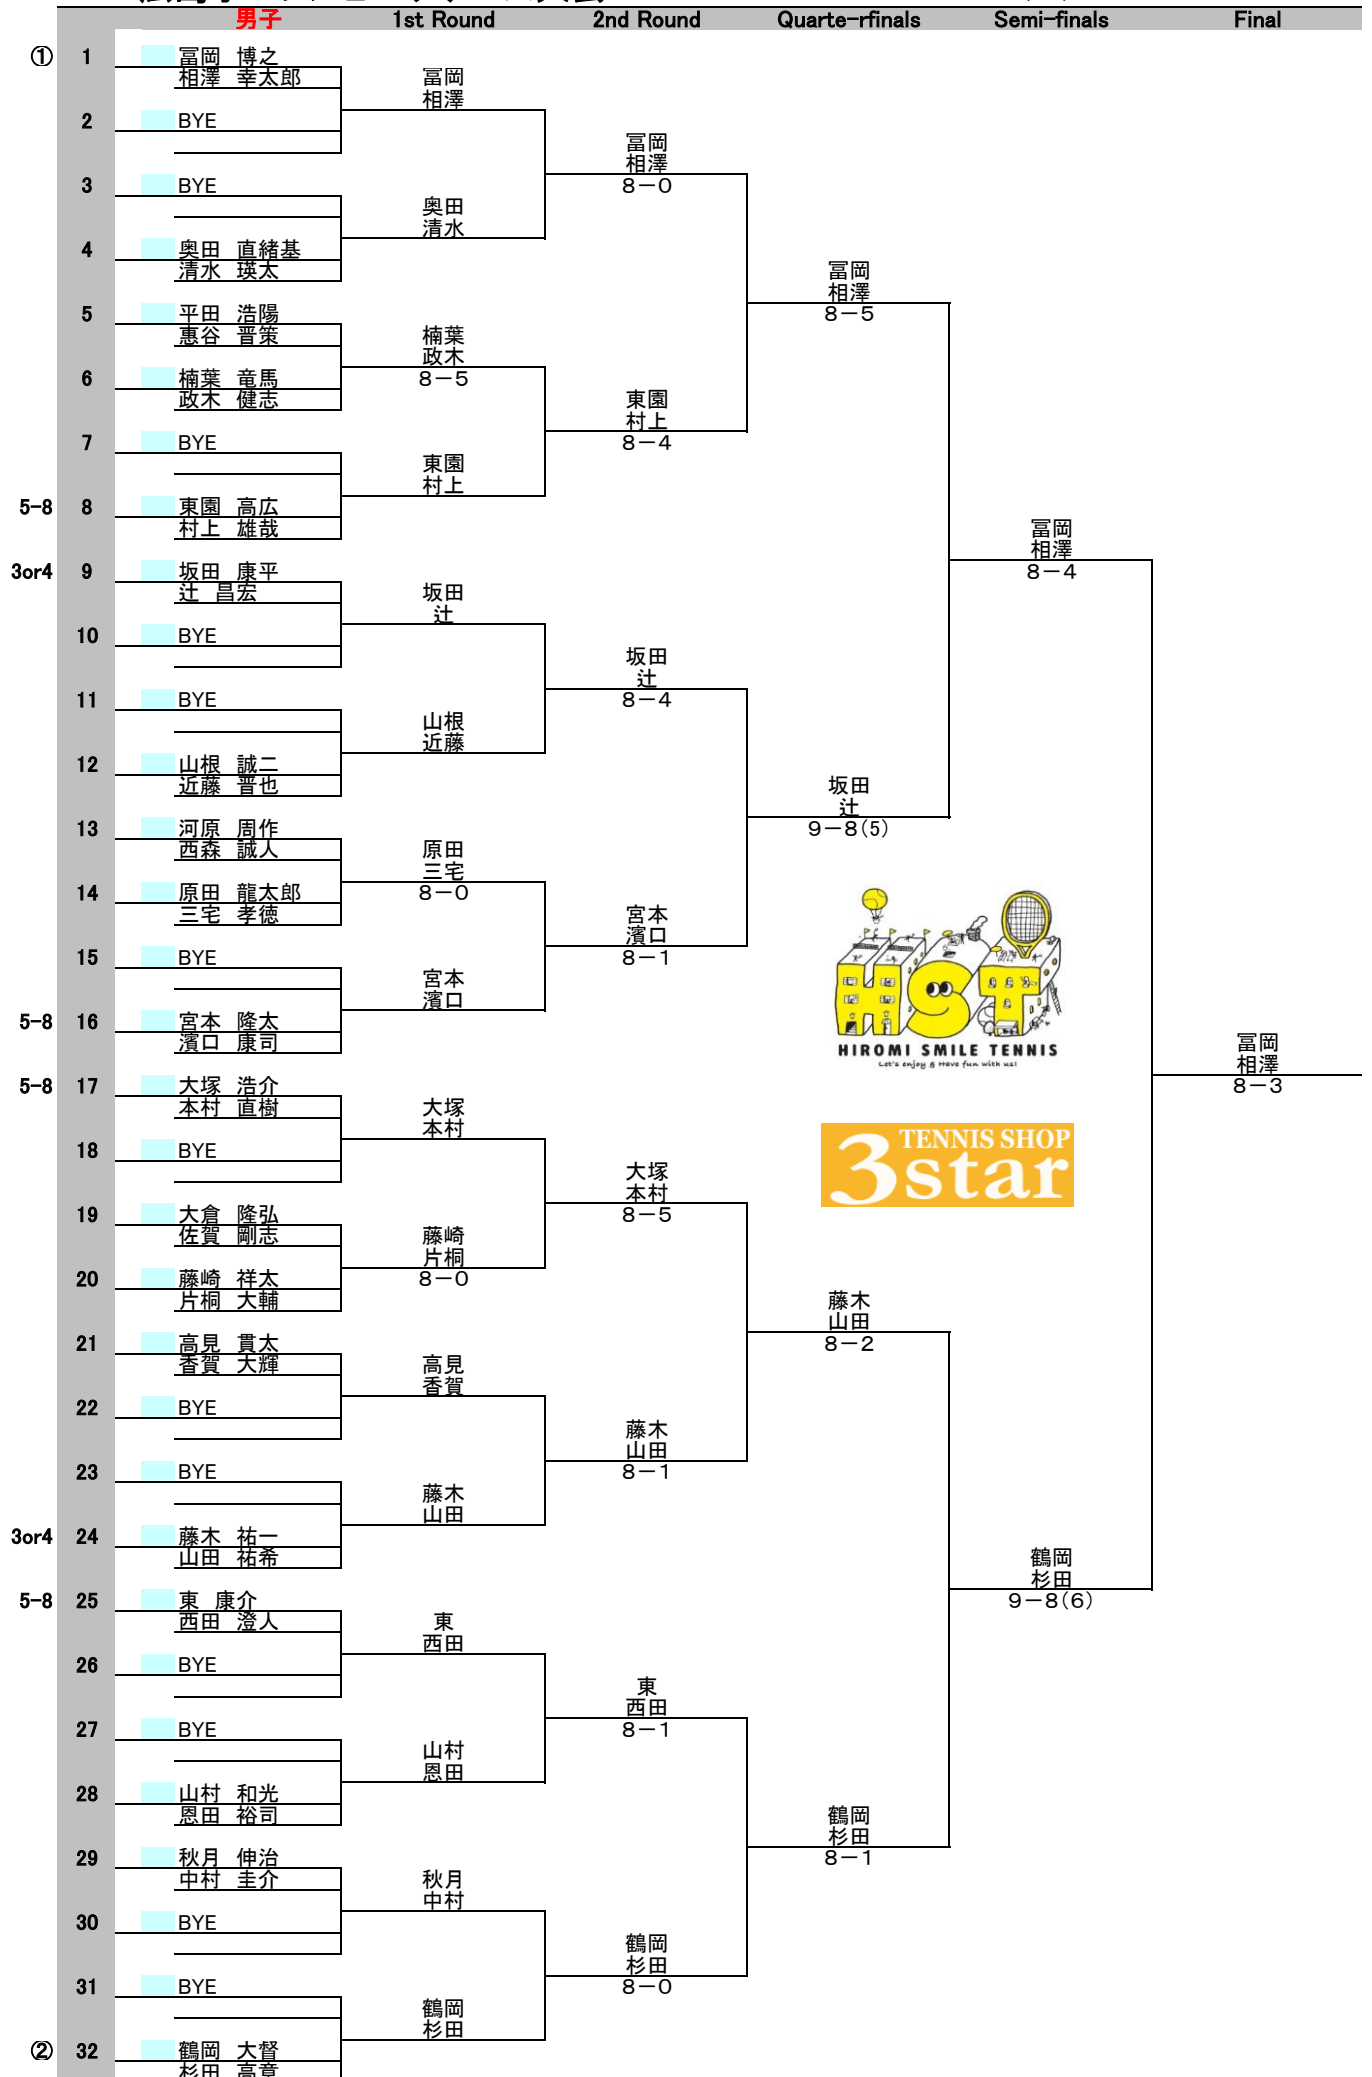 男子 1st Round 2nd Round Quarte-rfinals Semi-finals Final
① 1 冨岡 博之
相澤 幸太郎
冨岡
相澤
2 BYE
冨岡
相澤
8－0
3 BYE
奥田
清水
4 奥田 直緒基
清水 瑛太
冨岡
相澤
8－5
5 平田 浩陽
惠谷 晋策
楠葉
政木
8－5
6 楠葉 竜馬
政木 健志
東園
村上
8－4
7 BYE
東園
村上
5-8 8 東園 高広
村上 雄哉
冨岡
相澤
8－4
3or4 9 坂田 康平
辻 昌宏
坂田
辻
10 BYE
坂田
辻
8－4
11 BYE
山根
近藤
12 山根 誠二
近藤 晋也
坂田
辻
9－8(5)
13 河原 周作
西森 誠人
原田
三宅
8－0
14 原田 龍太郎
三宅 孝徳
宮本
濱口
8－1
15 BYE
宮本
濱口
5-8 16 宮本 隆太
濱口 康司
HST
HIROMI SMILE TENNIS
Let's enjoy & Have fun with us!
冨岡
相澤
8－3
5-8 17 大塚 浩介
本村 直樹
大塚
本村
TENNIS SHOP
3star
18 BYE
大塚
本村
8－5
19 大倉 隆弘
佐賀 剛志
藤崎
片桐
8－0
20 藤崎 祥太
片桐 大輔
藤木
山田
8－2
21 高見 貫太
香賀 大輝
高見
香賀
22 BYE
藤木
山田
8－1
23 BYE
藤木
山田
3or4 24 藤木 祐一
山田 祐希
鶴岡
杉田
9－8(6)
5-8 25 東 康介
西田 澄人
東
西田
26 BYE
東
西田
8－1
27 BYE
山村
恩田
28 山村 和光
恩田 裕司
鶴岡
杉田
8－1
29 秋月 伸治
中村 圭介
秋月
中村
30 BYE
鶴岡
杉田
8－0
31 BYE
鶴岡
杉田
② 32 鶴岡 大督
杉田 高章